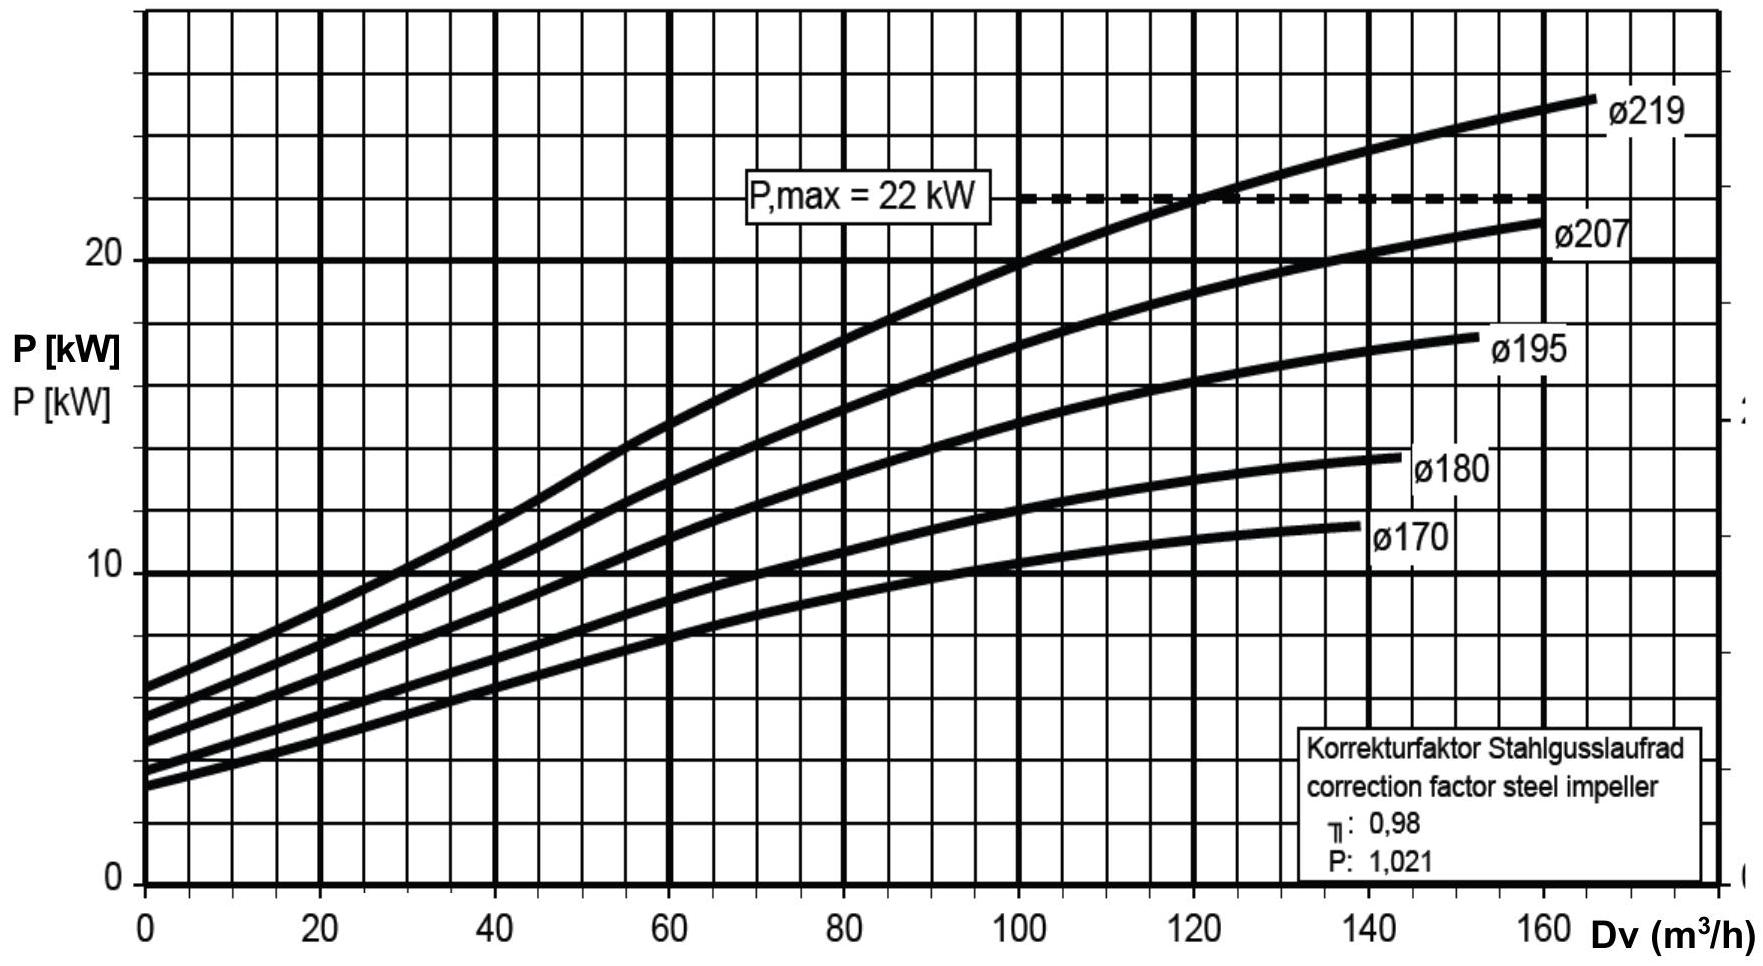 ø219
P,max = 22 kW
ø207
20
P [kW]
P [kW]
ø195
ø180
ø170
10
Korrekturfaktor Stahlgusslaufrad
correction factor steel impeller
η: 0,98
P: 1,021
0
0 20 40 60 80 100 120 140 160 Dv (m³/h)